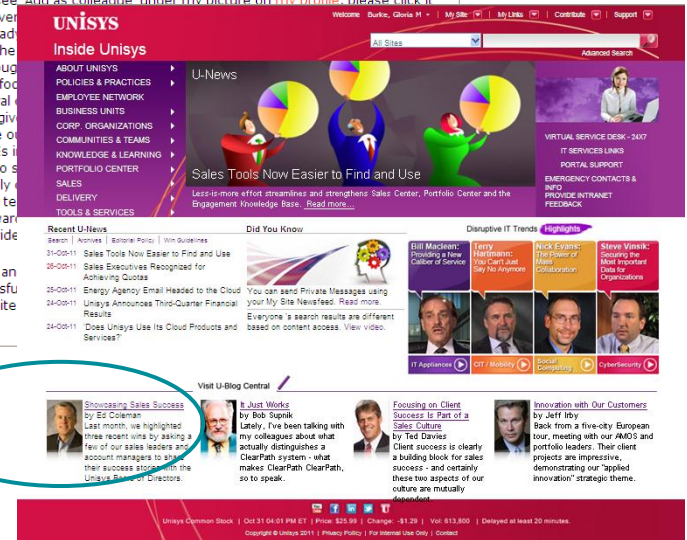 see "Add as colleague" under my picture on my profile, please click it
UNISYS
Welcome Burke, Gloria M | My Site | My Links | Contribute | Support
Inside Unisys
All Sites
Advanced Search
ABOUT UNISYS
POLICIES & PRACTICES
EMPLOYEE NETWORK
BUSINESS UNITS
CORP. ORGANIZATIONS
COMMUNITIES & TEAMS
KNOWLEDGE & LEARNING
PORTFOLIO CENTER
SALES
DELIVERY
TOOLS & SERVICES
U-News
Sales Tools Now Easier to Find and Use
Less-is-more effort streamlines and strengthens Sales Center, Portfolio Center and the
Engagement Knowledge Base. Read more...
VIRTUAL SERVICE DESK - 24X7
IT SERVICES LINKS
PORTAL SUPPORT
EMERGENCY CONTACTS &
INFO
PROVIDE INTRANET
FEEDBACK
Recent U-News
Search | Archives | Editorial Policy | Win Guidelines
31-Oct-11 Sales Tools Now Easier to Find and Use
26-Oct-11 Sales Executives Recognized for
Achieving Quotas
25-Oct-11 Energy Agency Email Headed to the Cloud
24-Oct-11 Unisys Announces Third-Quarter Financial
Results
24-Oct-11 'Does Unisys Use Its Cloud Products and
Services?'
Did You Know
You can send Private Messages using
your My Site Newsfeed. Read more.
Everyone's search results are different
based on content access. View video.
Disruptive IT Trends Highlights
Bill Maclean:
Providing a New
Caliber of Service
IT Appliances
Terry
Hartmann:
You Can't Just
Say No Anymore
CIT / Mobility
Nick Evans:
The Power of
Mass
Collaboration
Social
Computing
Steve Vinsik:
Securing the
Most Important
Data for
Organizations
CyberSecurity
Visit U-Blog Central
Showcasing Sales Success
by Ed Coleman
Last month, we highlighted
three recent wins by asking a
few of our sales leaders and
account managers to share
their success stories with the
Unisys Board of Directors.
It Just Works
by Bob Supnik
Lately, I've been talking with
my colleagues about what
actually distinguishes a
ClearPath system - what
makes ClearPath ClearPath,
so to speak.
Focusing on Client
Success Is Part of a
Sales Culture
by Ted Davies
Client success is clearly
a building block for sales
success - and certainly
these two aspects of our
culture are mutually
dependent.
Innovation with Our Customers
by Jeff Irby
Back from a five-city European
tour, meeting with our AMOS and
portfolio leaders. Their client
projects are impressive,
demonstrating our "applied
innovation" strategic theme.
Unisys Common Stock | Oct 31 04:01 PM ET | Price: $25.99 | Change: -$1.29 | Vol: 613,800 | Delayed at least 20 minutes.
Copyright © Unisys 2011 | Privacy Policy | For Internal Use Only | Contact